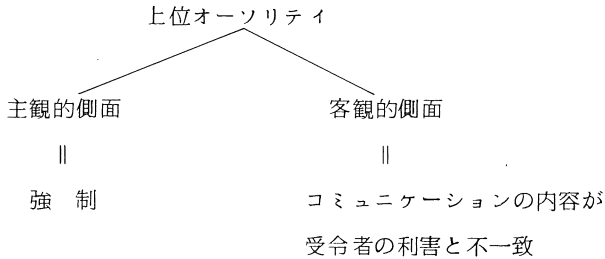 上位オーソリティ
主観的側面 客観的側面
‖ ‖
強 制 コミュニケーションの内容が
受令者の利害と不一致